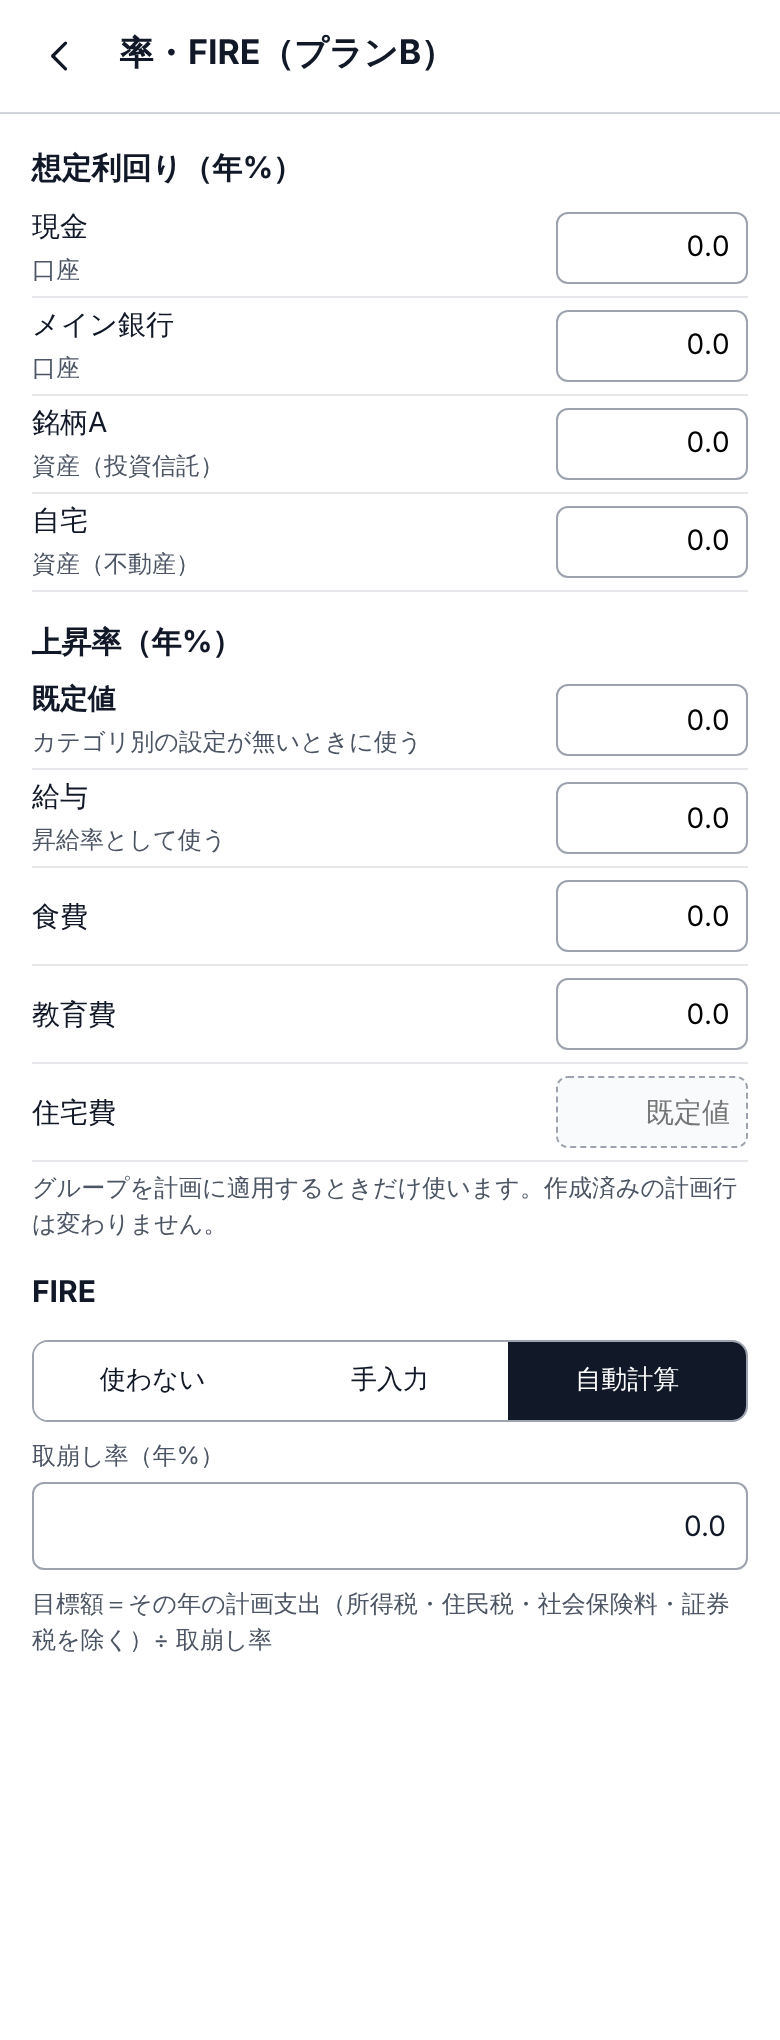 率・FIRE（プランB）
想定利回り（年%）
現金
0.0
口座
メイン銀行
0.0
口座
銘柄A
0.0
資産（投資信託）
自宅
0.0
資産（不動産）
上昇率（年%）
既定値
0.0
カテゴリ別の設定が無いときに使う
給与
0.0
昇給率として使う
食費
0.0
教育費
0.0
住宅費
既定値
グループを計画に適用するときだけ使います。作成済みの計画行
は変わりません。
FIRE
使わない 手入力 自動計算
取崩し率（年%）
0.0
目標額＝その年の計画支出（所得税・住民税・社会保険料・証券
税を除く）÷ 取崩し率